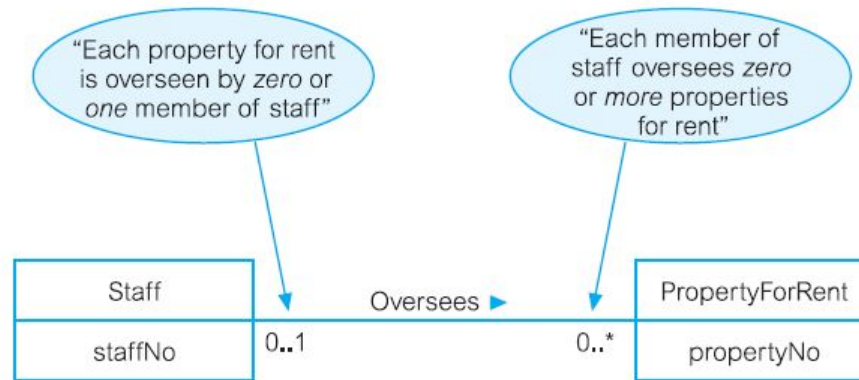 “Each property for rent
is overseen by zero or
one member of staff”
“Each member of
staff oversees zero
or more properties
for rent”
Staff
Oversees ►
PropertyForRent
staffNo
0..1
0..*
propertyNo